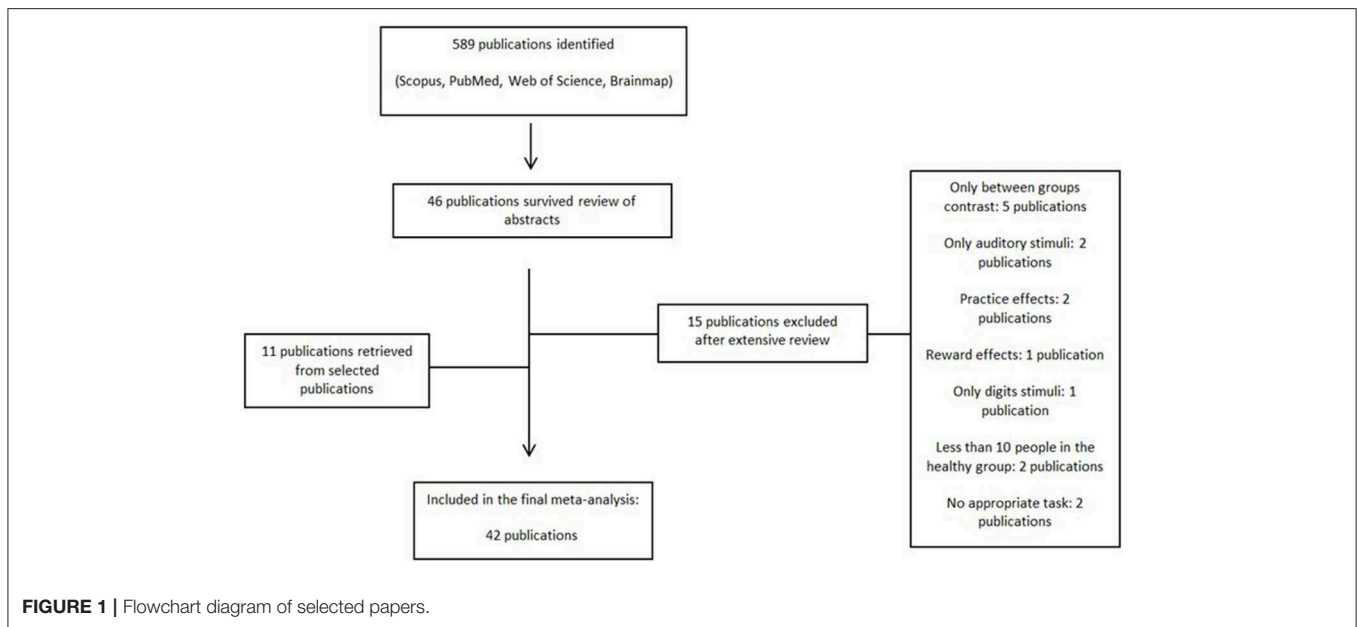 589 publications identified
(Scopus, PubMed, Web of Science, Brainmap)
46 publications survived review of
abstracts
15 publications excluded
after extensive review
11 publications retrieved
from selected
publications
Only between groups
contrast: 5 publications
Only auditory stimuli: 2
publications
Practice effects: 2
publications
Reward effects: 1 publication
Only digits stimuli: 1
publication
Less than 10 people in the
healthy group: 2 publications
No appropriate task: 2
publications
Included in the final meta-analysis:
42 publications
FIGURE 1 | Flowchart diagram of selected papers.